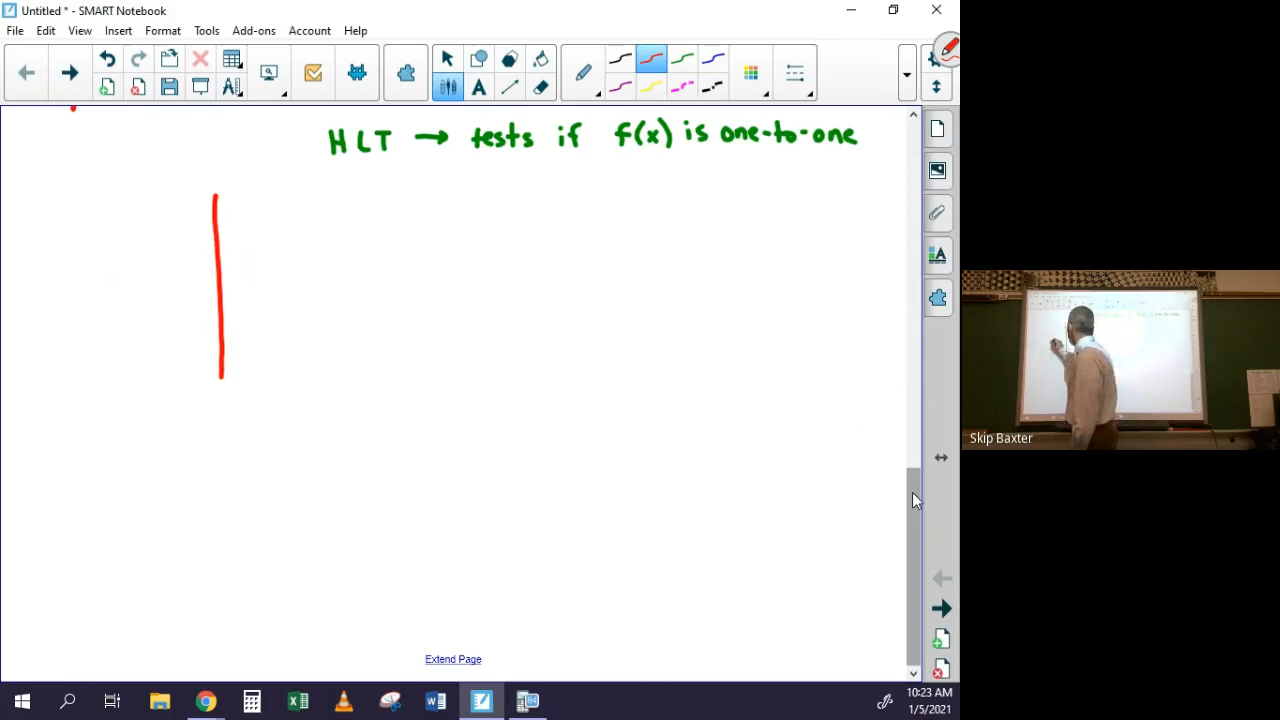 Untitled * - SMART Notebook
File Edit View Insert Format Tools Add-ons Account Help
HLT → tests if f(x) is one-to-one
Skip Baxter
Extend Page
10:23 AM
1/5/2021